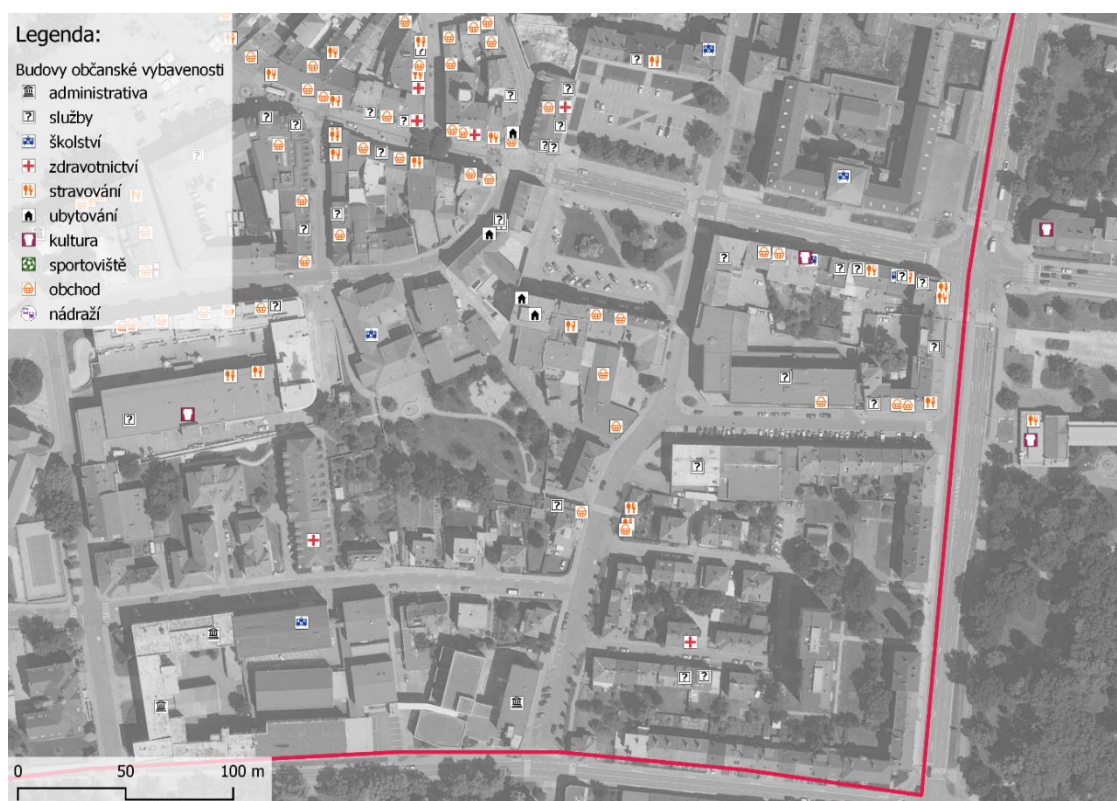 Legenda:
Budovy občanské vybavenosti
administrativa
služby
školství
zdravotnictví
stravování
ubytování
kultura
sportoviště
obchod
nádraží
0 50 100 m